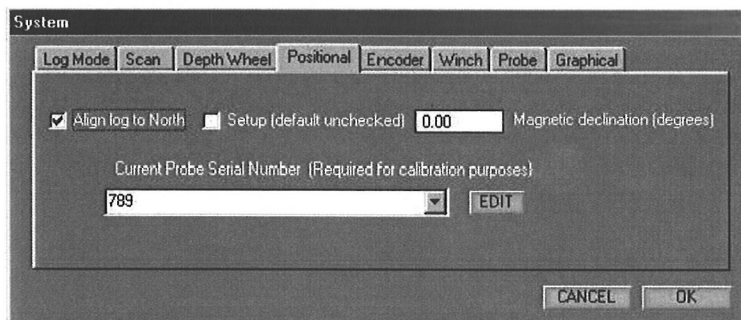 System
Log Mode Scan Depth Wheel Positional Encoder Winch Probe Graphical
Align log to North Setup (default unchecked) 0.00 Magnetic declination (degrees)
Current Probe Serial Number (Required for calibration purposes)
789 EDIT
CANCEL OK